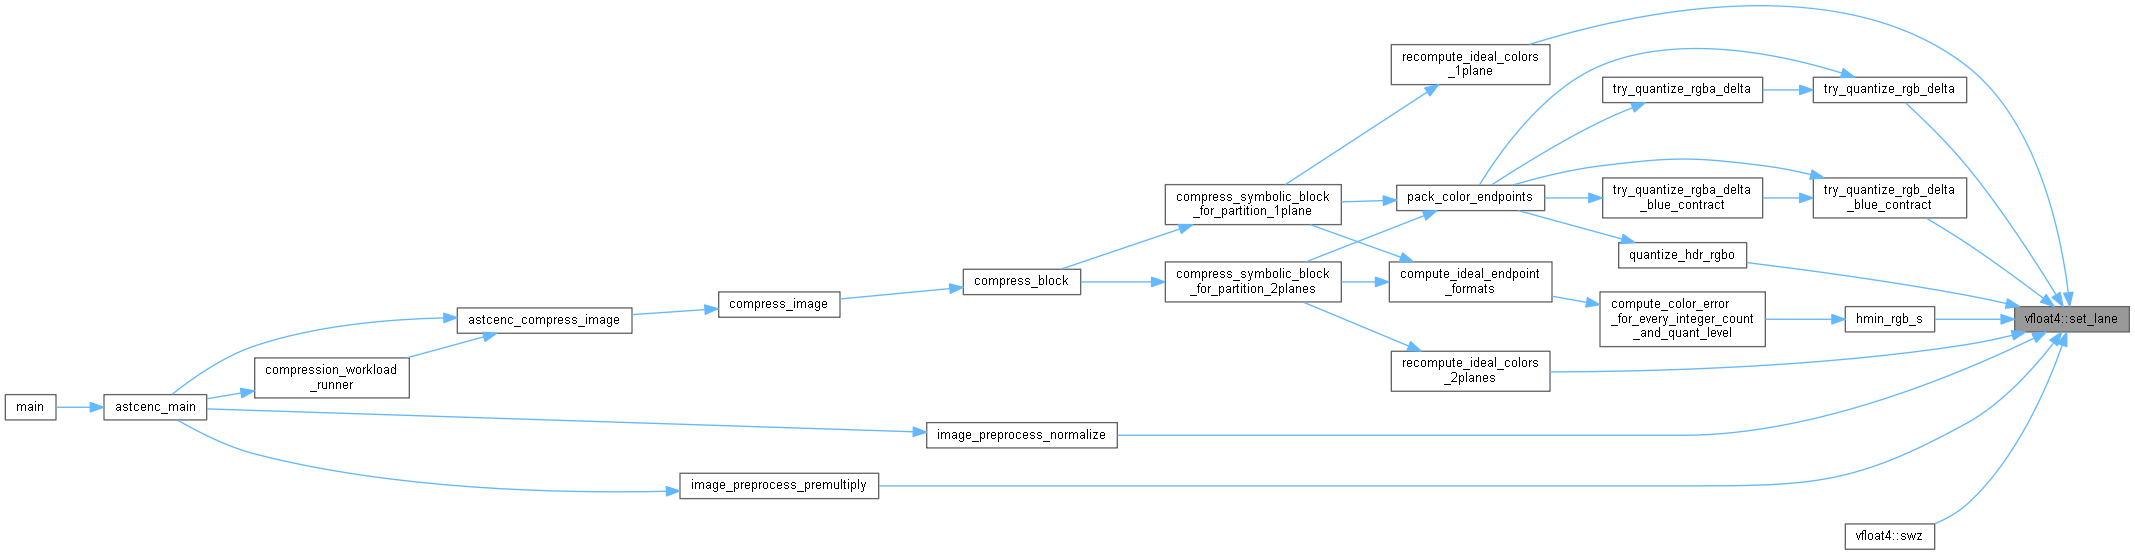 main
astcenc_main
compression_workload
_runner
astcenc_compress_image
image_preprocess_normalize
image_preprocess_premultiply
compress_image
compress_block
compress_symbolic_block
_for_partition_1plane
compress_symbolic_block
_for_partition_2planes
recompute_ideal_colors
_1plane
pack_color_endpoints
compute_ideal_endpoint
_formats
recompute_ideal_colors
_2planes
try_quantize_rgba_delta
try_quantize_rgba_delta
_blue_contract
quantize_hdr_rgbo
compute_color_error
_for_every_integer_count
_and_quant_level
try_quantize_rgb_delta
try_quantize_rgb_delta
_blue_contract
hmin_rgb_s
vfloat4::swz
vfloat4::set_lane